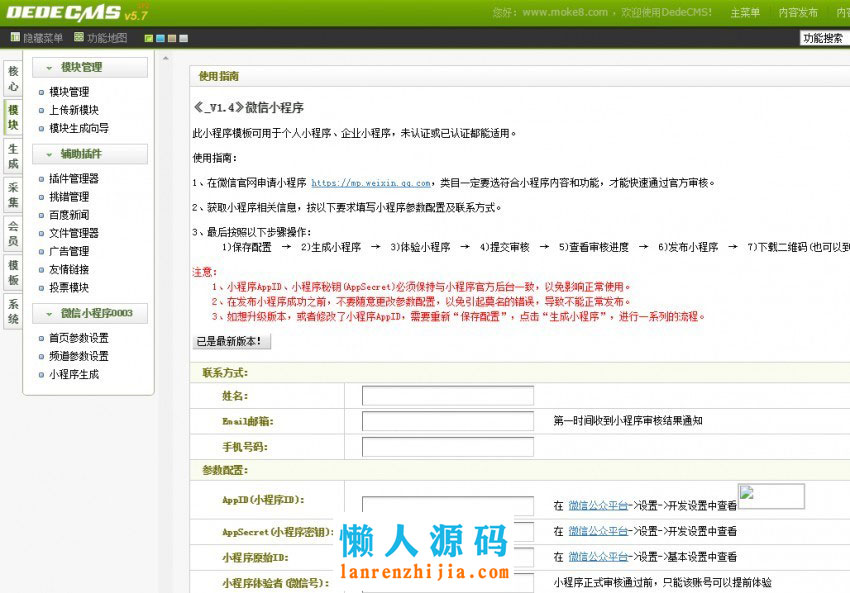 DEDECMS v5.7
您好：www.moke8.com ，欢迎使用DedeCMS!
主菜单
内容发布
内
隐藏菜单
功能地图
功能搜索
核心
模块
生成
采集
会员
模板
系统
模块管理
模块管理
上传新模块
模块生成向导
辅助插件
插件管理器
挑错管理
百度新闻
文件管理器
广告管理
友情链接
投票模块
微信小程序0003
首页参数设置
频道参数设置
小程序生成
使用指南
《_V1.4》微信小程序
此小程序模板可用于个人小程序、企业小程序，未认证或已认证都能适用。
使用指南：
1、在微信官网申请小程序 https://mp.weixin.qq.com，类目一定要选符合小程序内容和功能，才能快速通过官方审核。
2、获取小程序相关信息，按以下要求填写小程序参数配置及联系方式。
3、最后按照以下步骤操作：
1)保存配置 → 2)生成小程序 → 3)体验小程序 → 4)提交审核 → 5)查看审核进度 → 6)发布小程序 → 7)下载二维码(也可以到
注意：
1、小程序AppID、小程序秘钥(AppSecret)必须保持与小程序官方后台一致，以免影响正常使用。
2、在发布小程序成功之前，不要随意更改参数配置，以免引起莫名的错误，导致不能正常发布。
3、如想升级版本，或者修改了小程序AppID，需要重新“保存配置”，点击“生成小程序”，进行一系列的流程。
已是最新版本！
联系方式：
姓名：
Email邮箱： 第一时间收到小程序审核结果通知
手机号码：
参数配置：
AppID(小程序ID)： 在 微信公众平台->设置->开发设置中查看
AppSecret(小程序密钥)： 在 微信公众平台->设置->开发设置中查看
小程序原始ID： 在 微信公众平台->设置->基本设置中查看
小程序体验者(微信号)： 小程序正式审核通过前，只能该账号可以提前体验
懒人源码
lanrenzhijia.com